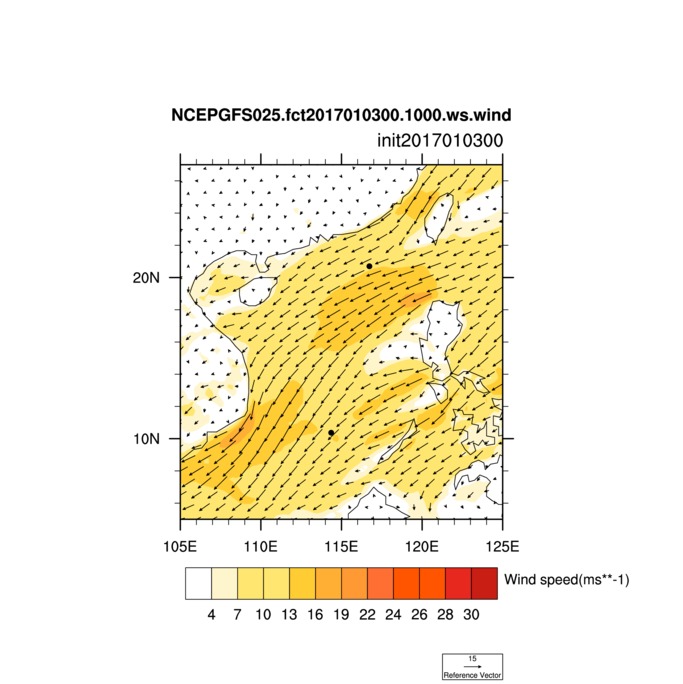 NCEPGFS025.fct2017010300.1000.ws.wind
init2017010300
20N
10N
105E 110E 115E 120E 125E
Wind speed(ms**-1)
4 7 10 13 16 19 22 24 26 28 30
15
Reference Vector